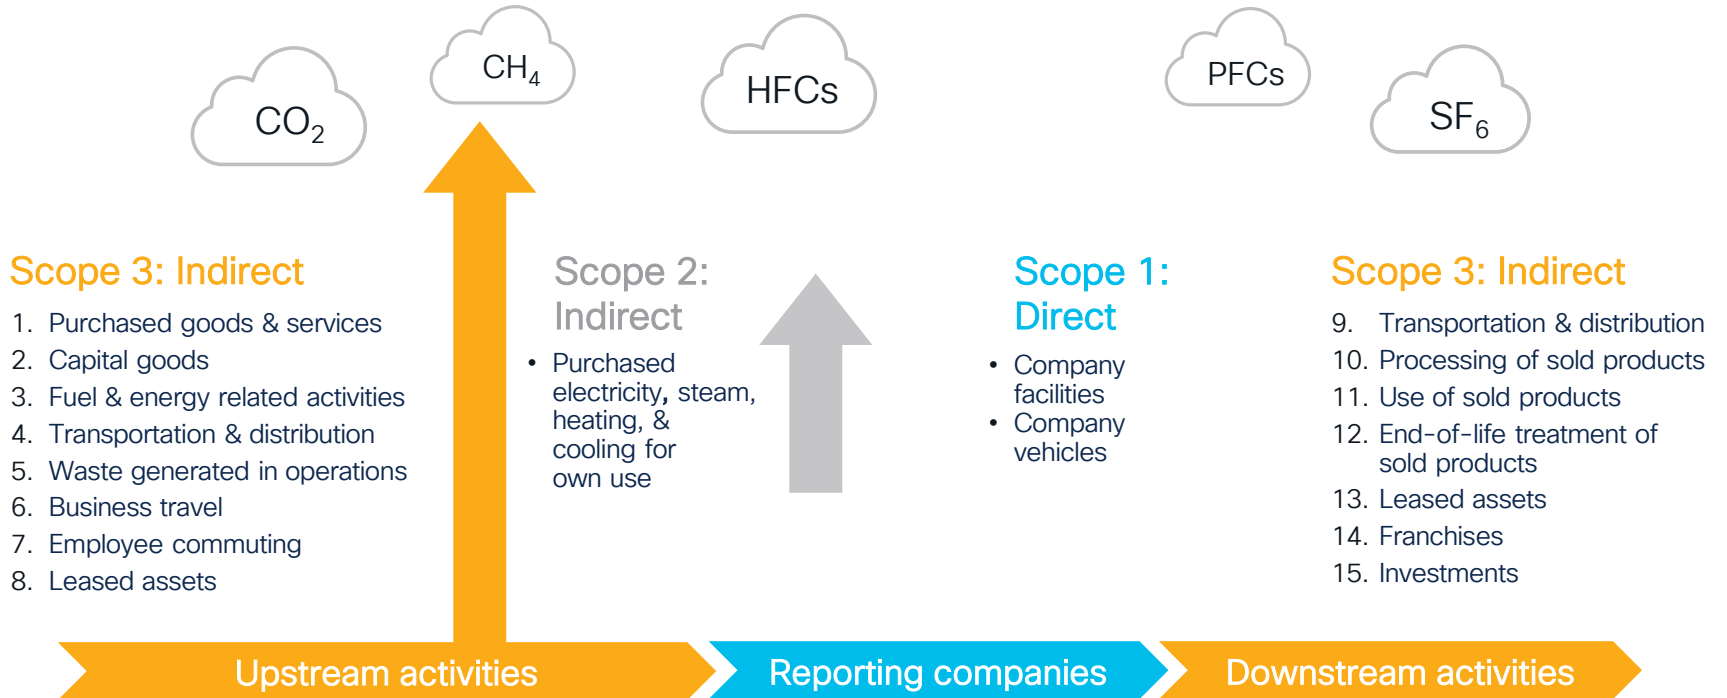 CO₂
CH₄
HFCs
PFCs
SF₆
Scope 3: Indirect
1. Purchased goods & services
2. Capital goods
3. Fuel & energy related activities
4. Transportation & distribution
5. Waste generated in operations
6. Business travel
7. Employee commuting
8. Leased assets
Scope 2:
Indirect
• Purchased
electricity, steam,
heating, &
cooling for
own use
Scope 1:
Direct
• Company
facilities
• Company
vehicles
Scope 3: Indirect
9. Transportation & distribution
10. Processing of sold products
11. Use of sold products
12. End-of-life treatment of
sold products
13. Leased assets
14. Franchises
15. Investments
Upstream activities
Reporting companies
Downstream activities